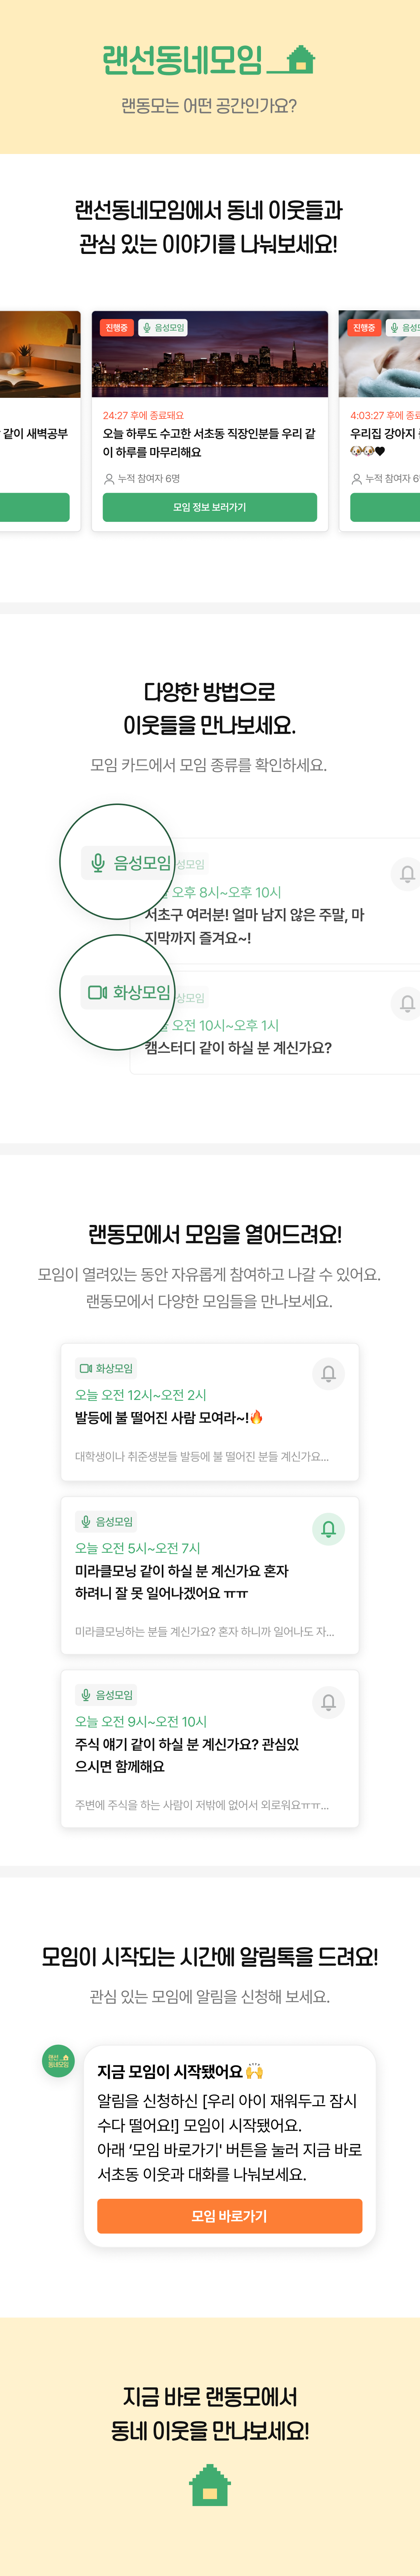 랜선동네모임
랜동모는 어떤 공간인가요?
랜선동네모임에서 동네 이웃들과
관심 있는 이야기를 나눠보세요!
같이 새벽공부
진행중
음성모임
24:27 후에 종료돼요
오늘 하루도 수고한 서초동 직장인분들 우리 같
이 하루를 마무리해요
누적 참여자 6명
모임 정보 보러가기
진행중
음성모
4:03:27 후에 종료
우리집 강아지
🐶🐶🖤
누적 참여자 6
다양한 방법으로
이웃들을 만나보세요.
모임 카드에서 모임 종류를 확인하세요.
음성모임
성모임
오후 8시~오후 10시
서초구 여러분! 얼마 남지 않은 주말, 마
지막까지 즐겨요~!
화상모임
상모임
오전 10시~오후 1시
캠스터디 같이 하실 분 계신가요?
랜동모에서 모임을 열어드려요!
모임이 열려있는 동안 자유롭게 참여하고 나갈 수 있어요.
랜동모에서 다양한 모임들을 만나보세요.
화상모임
오늘 오전 12시~오전 2시
발등에 불 떨어진 사람 모여라~!🔥
대학생이나 취준생분들 발등에 불 떨어진 분들 계신가요...
음성모임
오늘 오전 5시~오전 7시
미라클모닝 같이 하실 분 계신가요 혼자
하려니 잘 못 일어나겠어요 ㅠㅠ
미라클모닝하는 분들 계신가요? 혼자 하니까 일어나도 자...
음성모임
오늘 오전 9시~오전 10시
주식 얘기 같이 하실 분 계신가요? 관심있
으시면 함께해요
주변에 주식을 하는 사람이 저밖에 없어서 외로워요ㅠㅠ...
모임이 시작되는 시간에 알림톡을 드려요!
관심 있는 모임에 알림을 신청해 보세요.
랜선
동네모임
지금 모임이 시작됐어요🙌
알림을 신청하신 [우리 아이 재워두고 잠시
수다 떨어요!] 모임이 시작됐어요.
아래 ‘모임 바로가기' 버튼을 눌러 지금 바로
서초동 이웃과 대화를 나눠보세요.
모임 바로가기
지금 바로 랜동모에서
동네 이웃을 만나보세요!